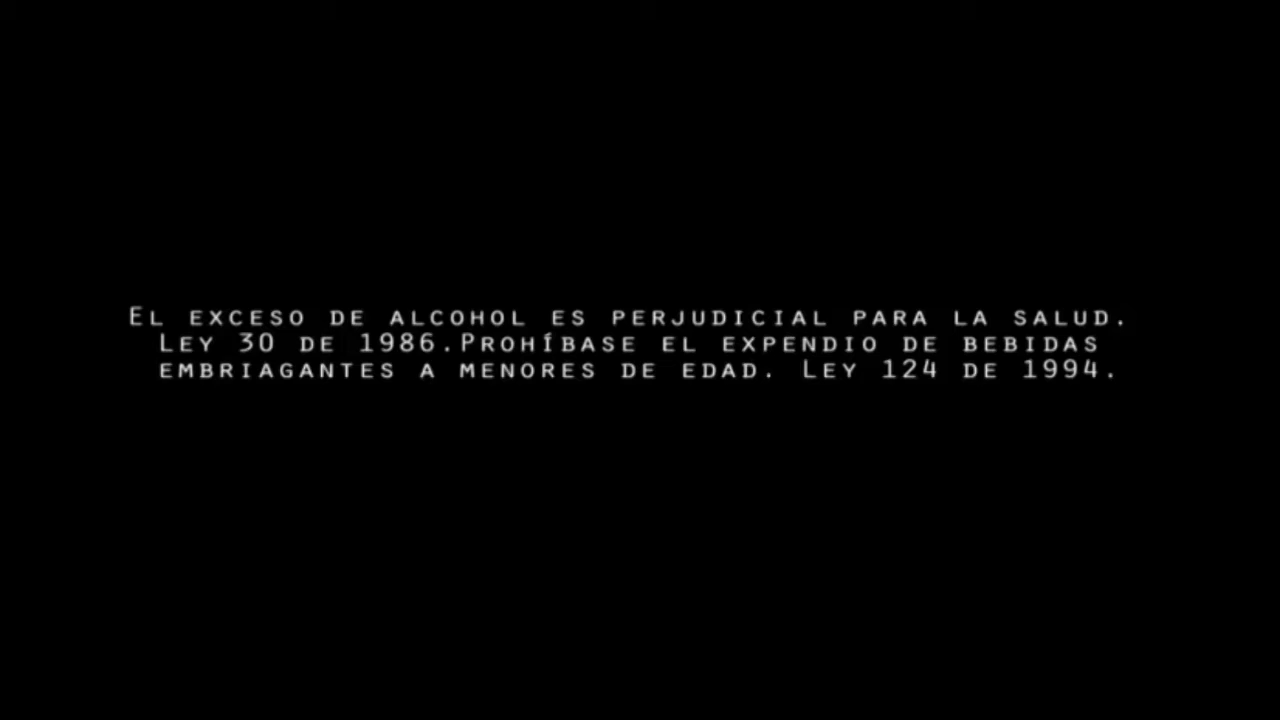 El exceso de alcohol es perjudicial para la salud.
Ley 30 de 1986.Prohíbase el expendio de bebidas
embriagantes a menores de edad. Ley 124 de 1994.